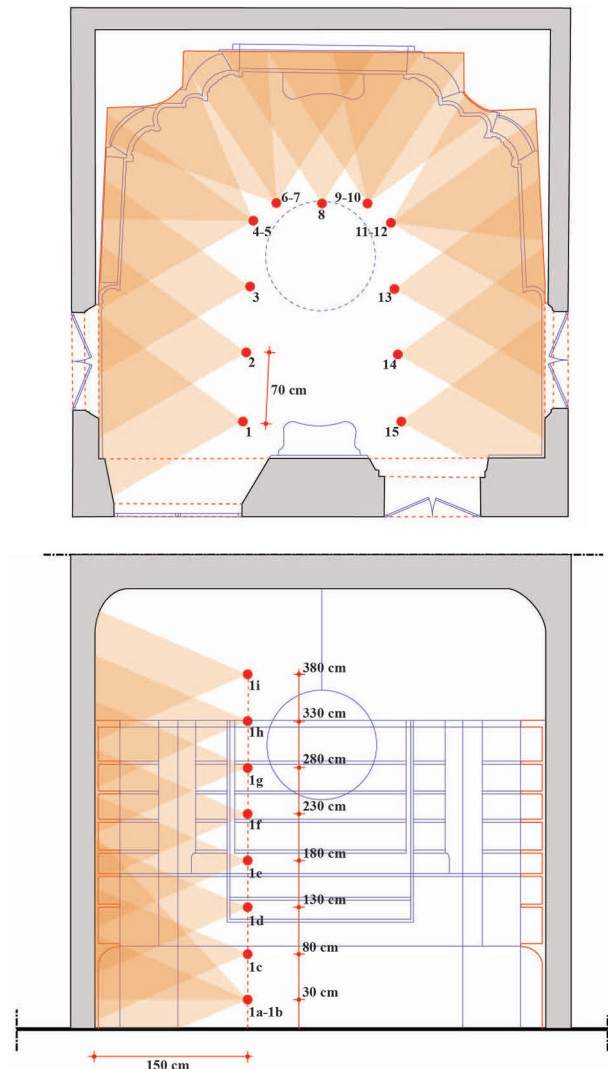 6-7
8
9-10
4-5
11-12
3
13
2
14
70 cm
1
15
380 cm
1i
330 cm
1h
280 cm
1g
230 cm
1f
180 cm
1e
130 cm
1d
80 cm
1c
30 cm
1a-1b
150 cm